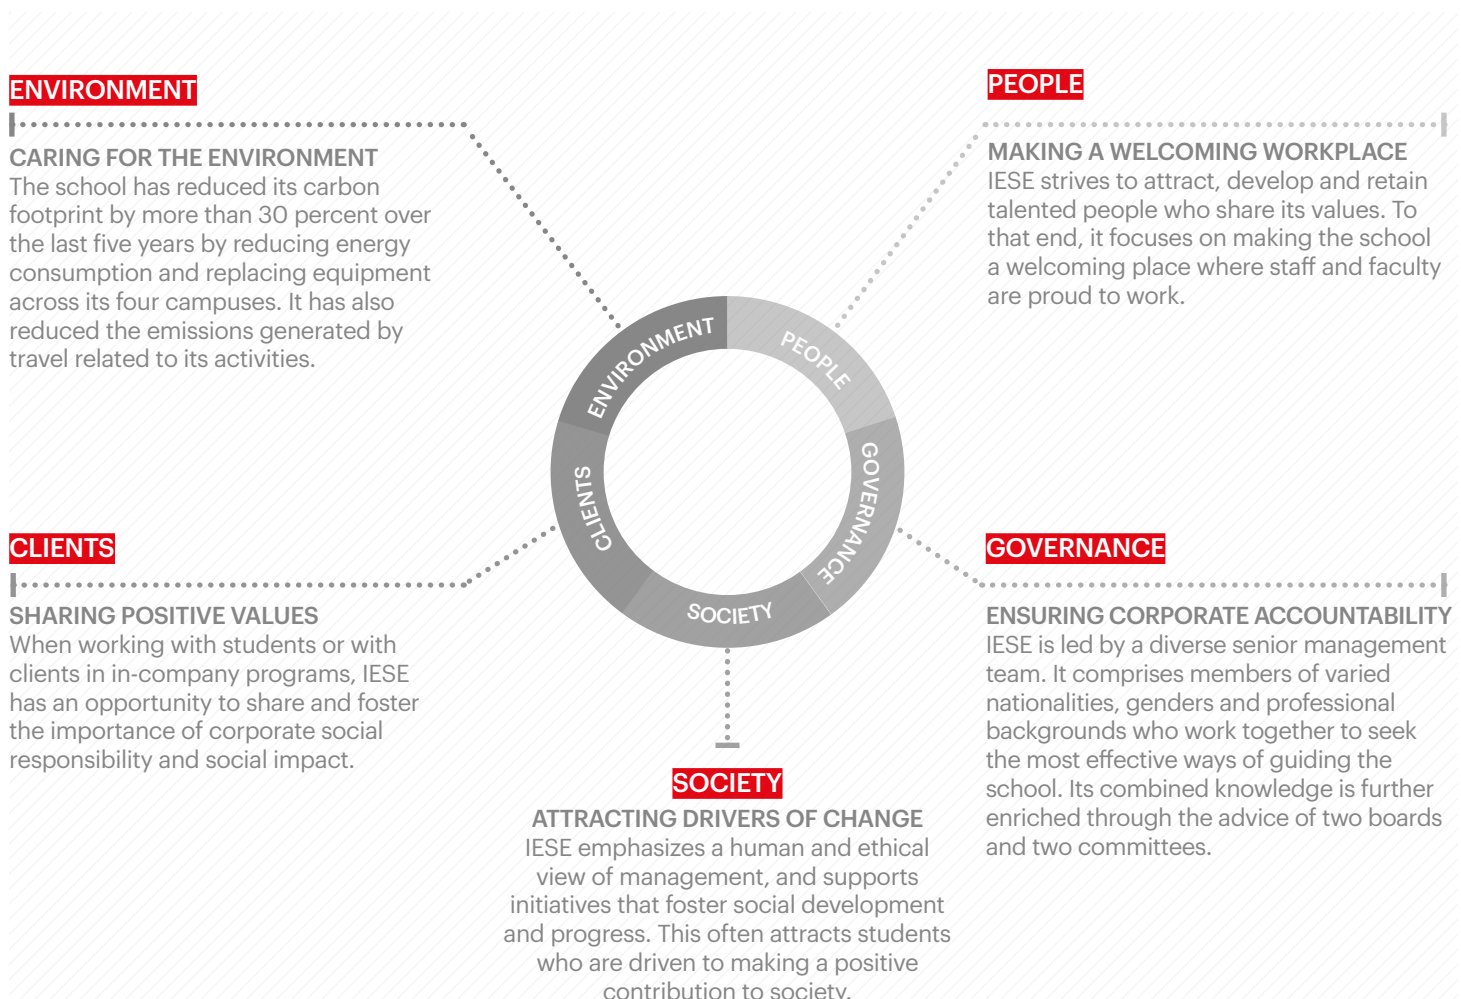 ENVIRONMENT
CARING FOR THE ENVIRONMENT
The school has reduced its carbon
footprint by more than 30 percent over
the last five years by reducing energy
consumption and replacing equipment
across its four campuses. It has also
reduced the emissions generated by
travel related to its activities.
PEOPLE
MAKING A WELCOMING WORKPLACE
IESE strives to attract, develop and retain
talented people who share its values. To
that end, it focuses on making the school
a welcoming place where staff and faculty
are proud to work.
ENVIRONMENT
PEOPLE
GOVERNANCE
SOCIETY
CLIENTS
CLIENTS
SHARING POSITIVE VALUES
When working with students or with
clients in in-company programs, IESE
has an opportunity to share and foster
the importance of corporate social
responsibility and social impact.
GOVERNANCE
ENSURING CORPORATE ACCOUNTABILITY
IESE is led by a diverse senior management
team. It comprises members of varied
nationalities, genders and professional
backgrounds who work together to seek
the most effective ways of guiding the
school. Its combined knowledge is further
enriched through the advice of two boards
and two committees.
SOCIETY
ATTRACTING DRIVERS OF CHANGE
IESE emphasizes a human and ethical
view of management, and supports
initiatives that foster social development
and progress. This often attracts students
who are driven to making a positive
contribution to society.